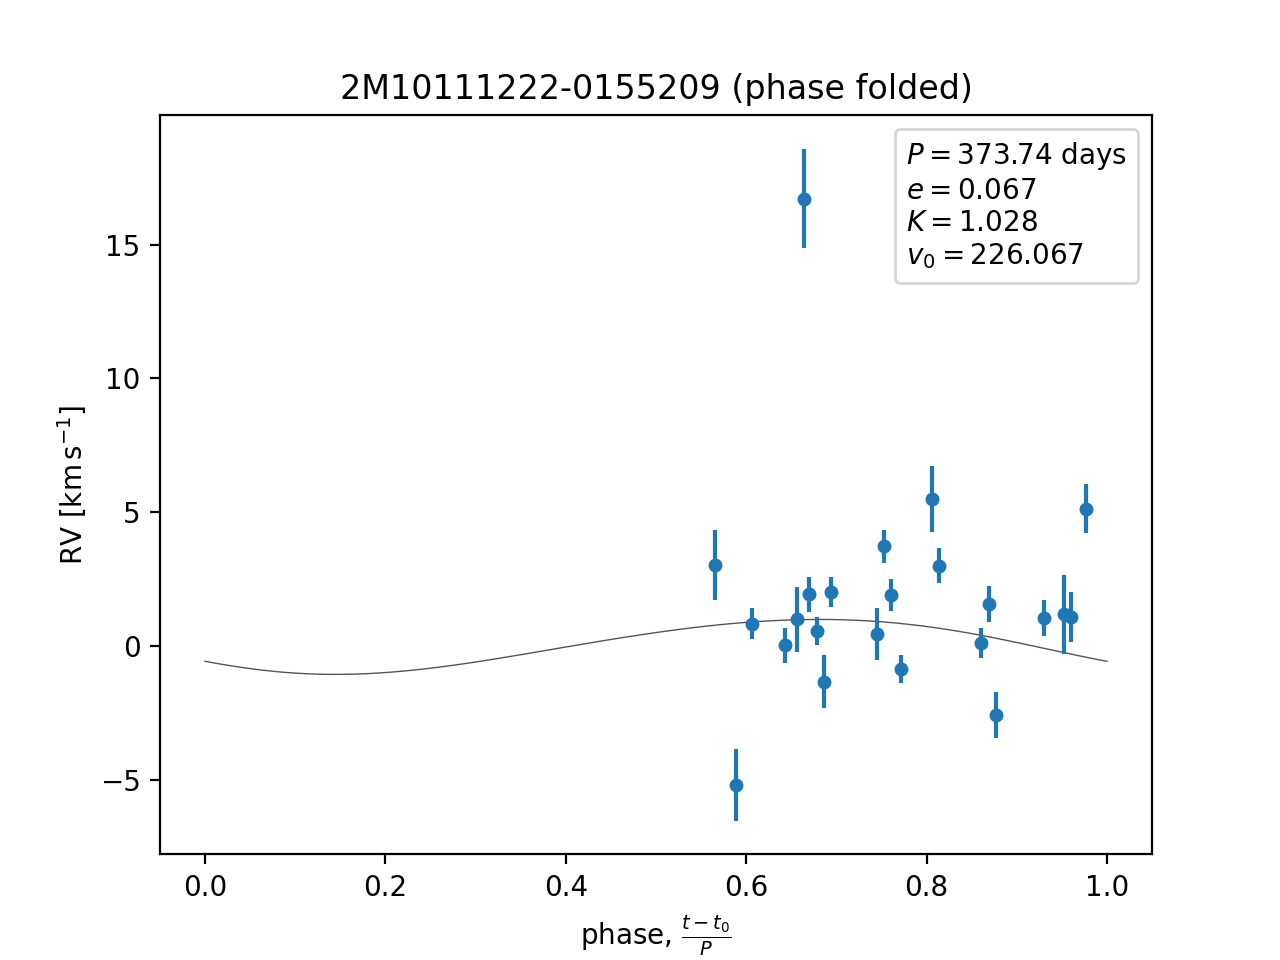 2M10111222-0155209 (phase folded)
P = 373.74 days
e = 0.067
K = 1.028
v₀ = 226.067
15
10
5
0
−5
RV [km s⁻¹]
0.0 0.2 0.4 0.6 0.8 1.0
phase, (t − t₀)/P